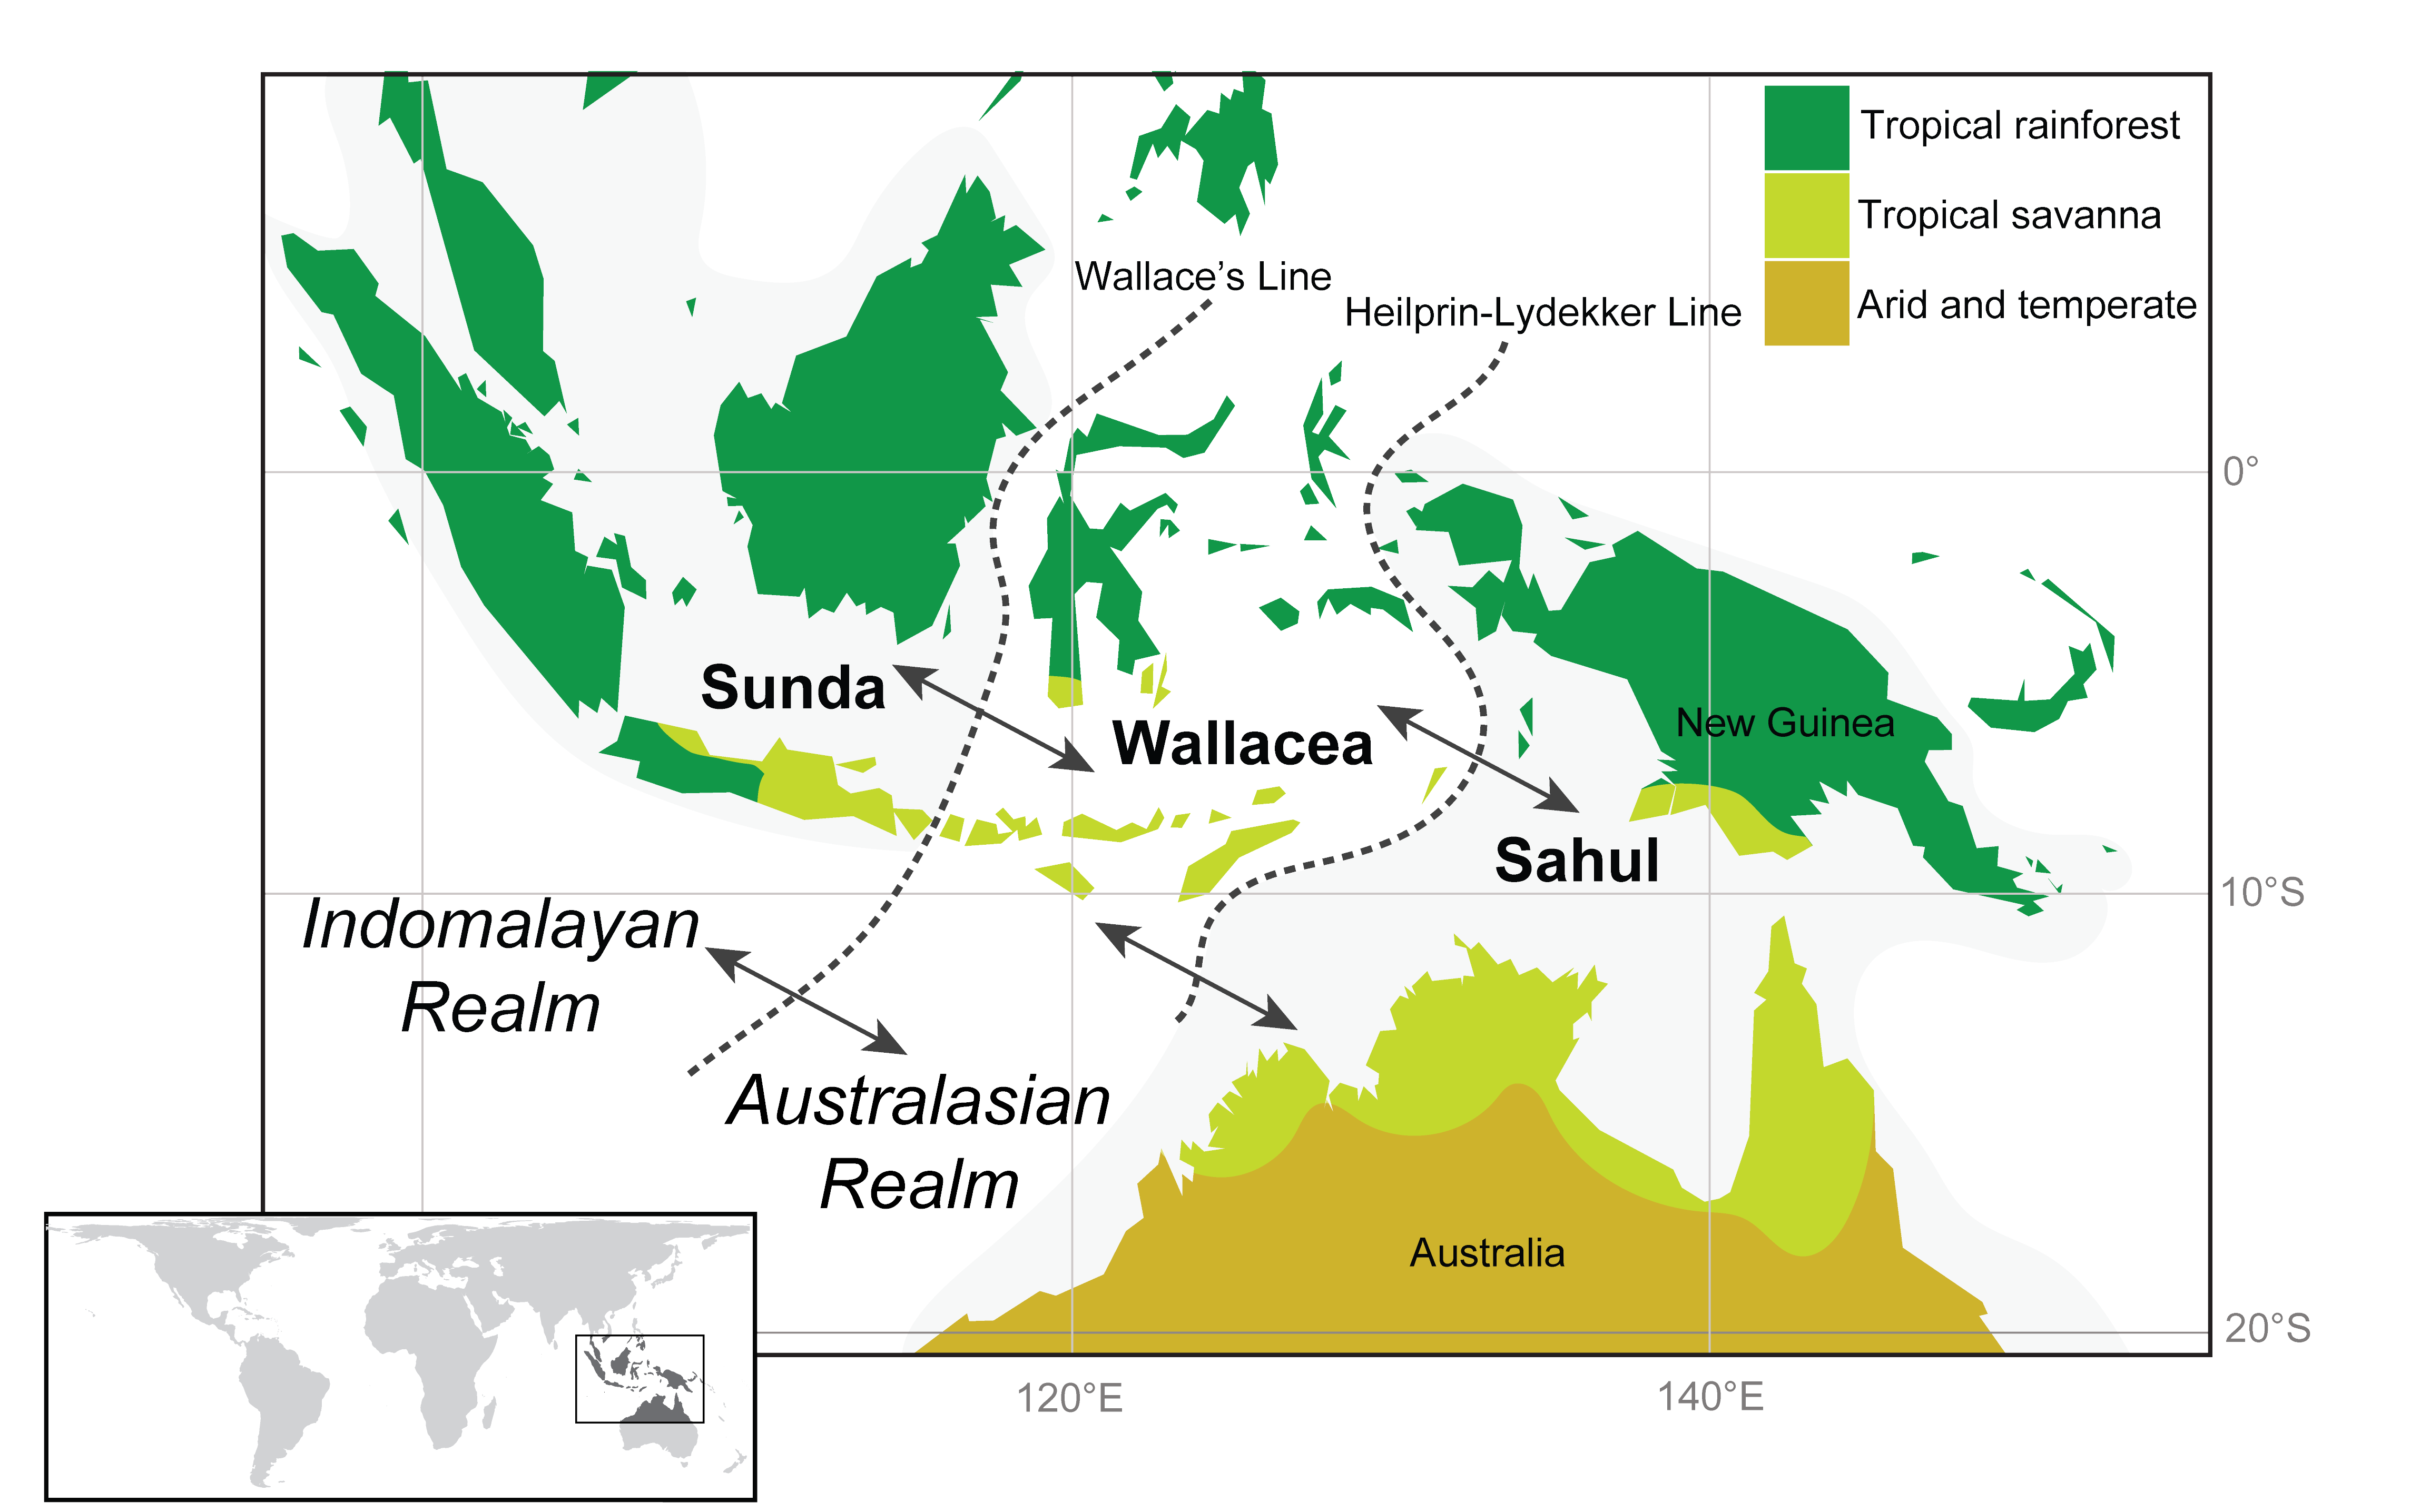 Tropical rainforest
Tropical savanna
Arid and temperate
Wallace’s Line
Heilprin-Lydekker Line
0°
Sunda
Wallacea
New Guinea
Sahul
10°S
Indomalayan
Realm
Australasian
Realm
Australia
20°S
120°E
140°E